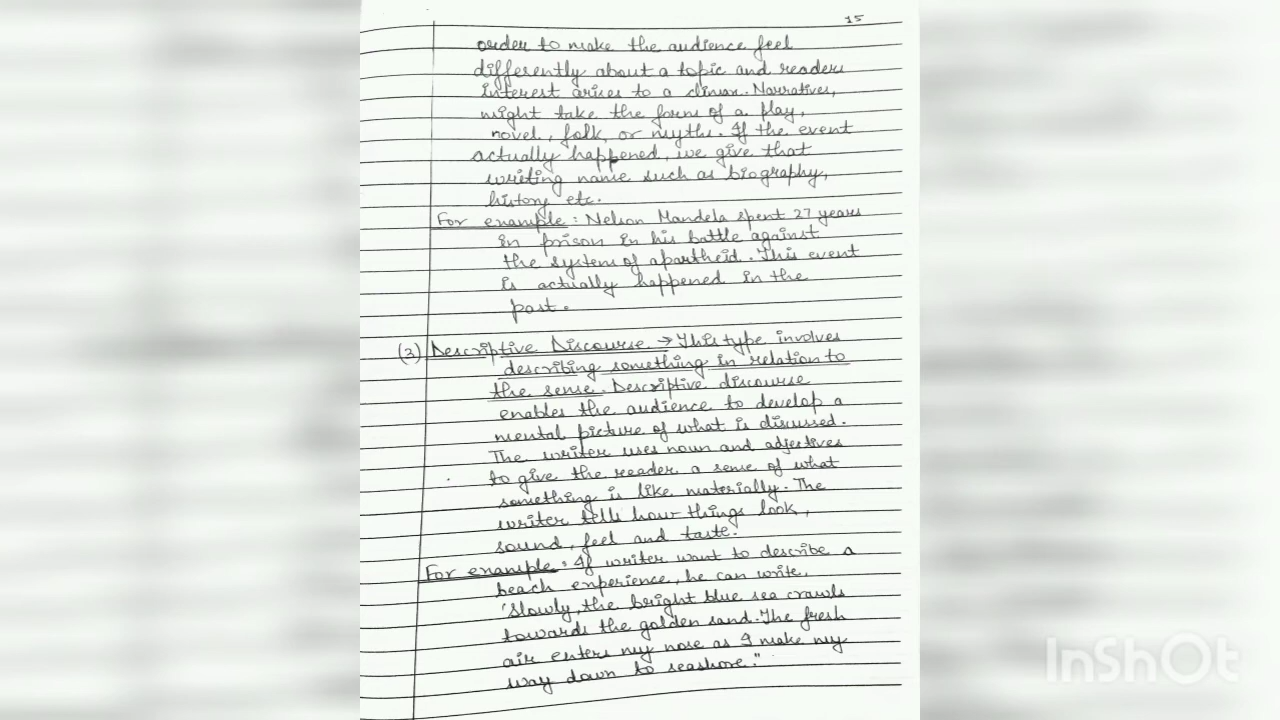 15
order to make the audience feel
differently about a topic and readers
interest arises to a climax. Narratives,
might take the form of a play,
novel, folk, or myths. If the event
actually happened, we give that
writing name such as biography,
history etc.
For example: Nelson Mandela spent 27 years
in prison in his battle against
the system of apartheid. This event
is actually happened in the
past.
(3) Descriptive Discourse → This type involves
describing something in relation to
the sense. Descriptive discourse
enables the audience to develop a
mental picture of what is discussed.
The writer uses noun and adjectives
to give the reader a sense of what
something is like materially. The
writer tells how things look,
sound, feel and taste.
For example: If writer want to describe a
beach experience, he can write,
"Slowly, the bright blue sea crawls
towards the golden sand. The fresh
air enters my nose as I make my
way down to seashore."
InShOt